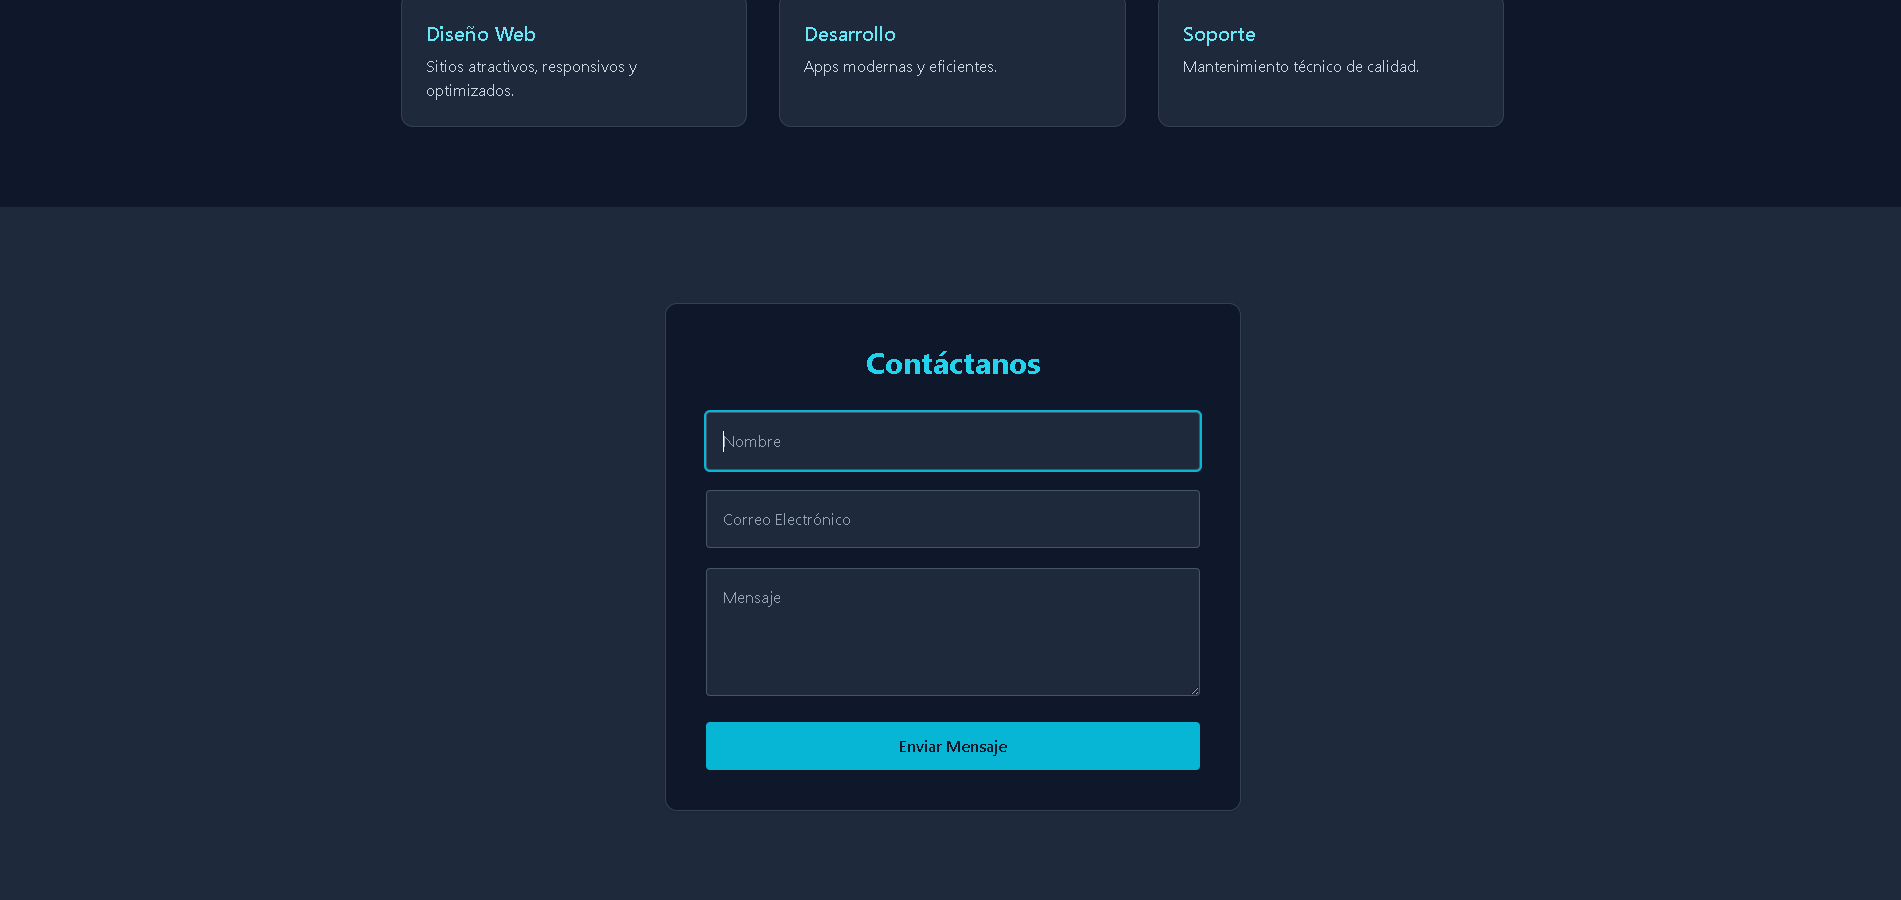 Diseño Web
Sitios atractivos, responsivos y
optimizados.
Desarrollo
Apps modernas y eficientes.
Soporte
Mantenimiento técnico de calidad.
Contáctanos
Nombre
Correo Electrónico
Mensaje
Enviar Mensaje